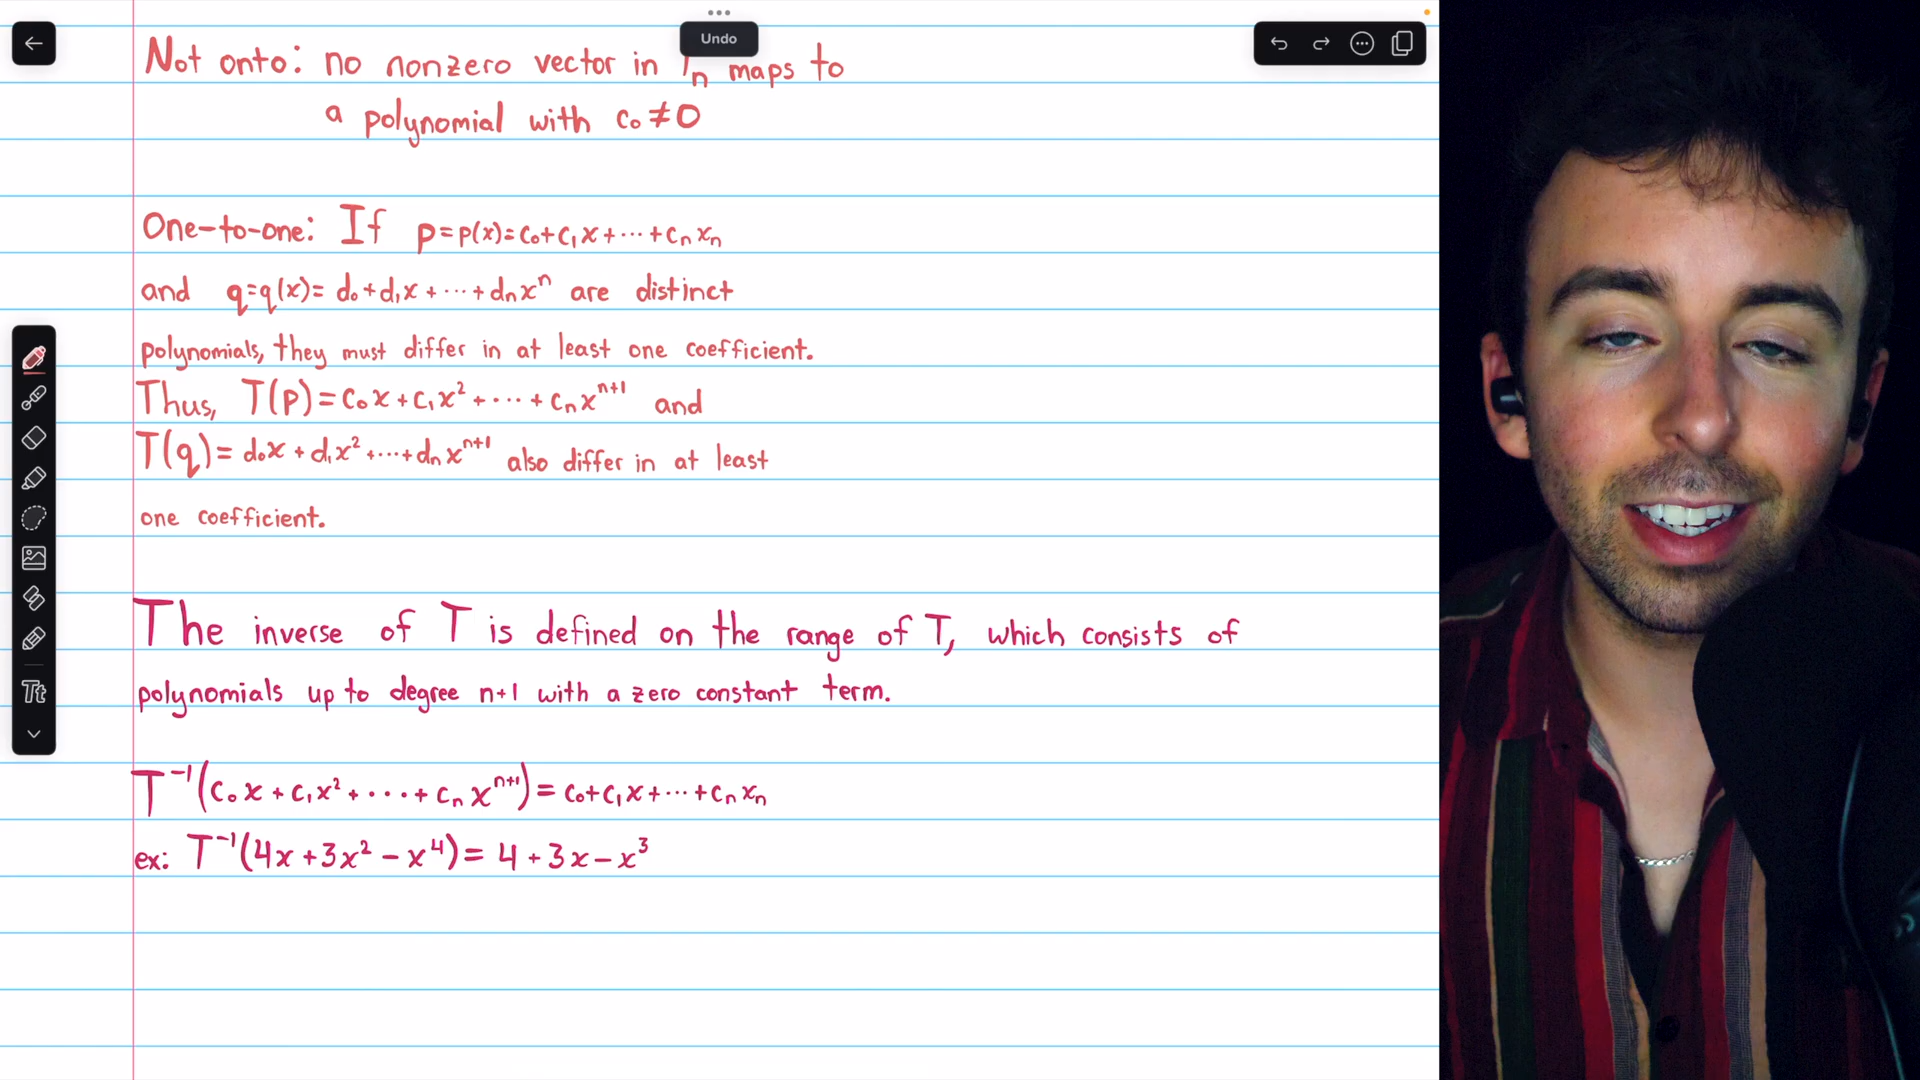 Undo
Not onto: no nonzero vector in Pn maps to
a polynomial with c₀ ≠ 0
One-to-one: If p=p(x)=c₀+c₁x+⋯+cₙxₙ
and q=q(x)= d₀+d₁x+⋯+dₙxⁿ are distinct
polynomials, they must differ in at least one coefficient.
Thus, T(p)=c₀x+c₁x²+⋯+cₙxⁿ⁺¹ and
T(q)= d₀x+d₁x²+⋯+dₙxⁿ⁺¹ also differ in at least
one coefficient.
The inverse of T is defined on the range of T, which consists of
polynomials up to degree n+1 with a zero constant term.
T⁻¹(c₀x+c₁x²+⋯+cₙxⁿ⁺¹)= c₀+c₁x+⋯+cₙxₙ
ex: T⁻¹(4x+3x²−x⁴)= 4+3x−x³
Tt